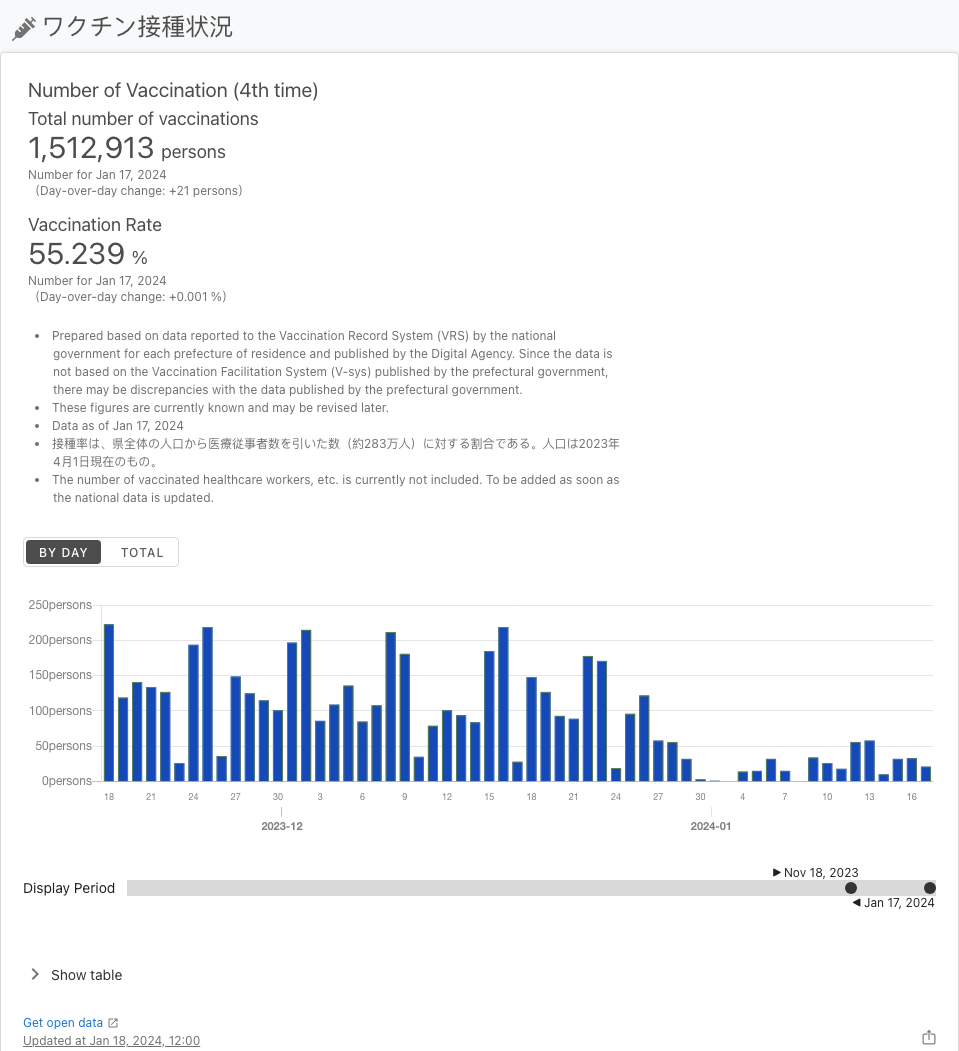 ワクチン接種状況
Number of Vaccination (4th time)
Total number of vaccinations
1,512,913 persons
Number for Jan 17, 2024
（Day-over-day change: +21 persons）
Vaccination Rate
55.239 %
Number for Jan 17, 2024
（Day-over-day change: +0.001 %）
• Prepared based on data reported to the Vaccination Record System (VRS) by the national
government for each prefecture of residence and published by the Digital Agency. Since the data is
not based on the Vaccination Facilitation System (V-sys) published by the prefectural government,
there may be discrepancies with the data published by the prefectural government.
• These figures are currently known and may be revised later.
• Data as of Jan 17, 2024
• 接種率は、県全体の人口から医療従事者数を引いた数（約283万人）に対する割合である。人口は2023年
4月1日現在のもの。
• The number of vaccinated healthcare workers, etc. is currently not included. To be added as soon as
the national data is updated.
BY DAY TOTAL
250persons
200persons
150persons
100persons
50persons
0persons
18 21 24 27 30 3 6 9 12 15 18 21 24 27 30 4 7 10 13 16
2023-12 2024-01
▶ Nov 18, 2023
Display Period
◀ Jan 17, 2024
Show table
Get open data
Updated at Jan 18, 2024, 12:00